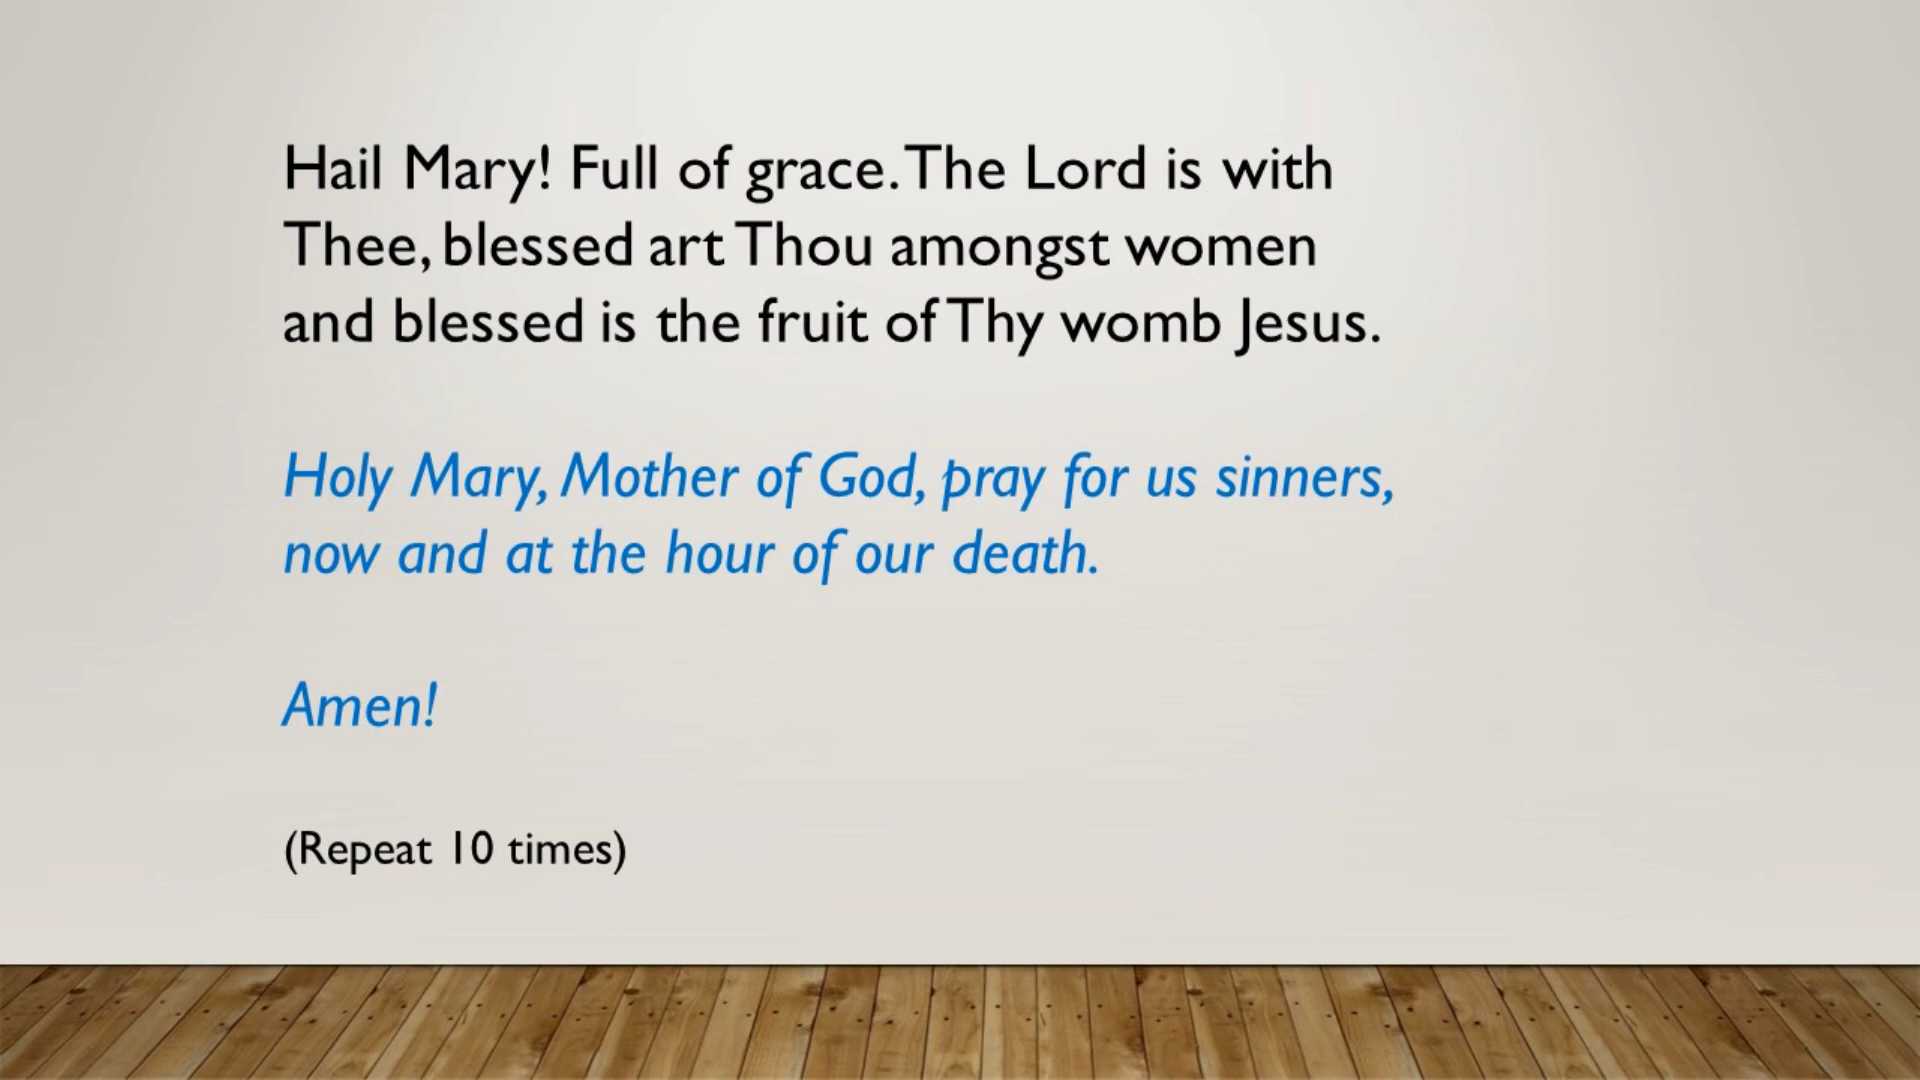 Hail Mary! Full of grace. The Lord is with
Thee, blessed art Thou amongst women
and blessed is the fruit of Thy womb Jesus.
Holy Mary, Mother of God, pray for us sinners,
now and at the hour of our death.
Amen!
(Repeat 10 times)